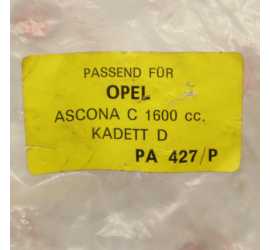 PASSEND FÜR
OPEL
ASCONA C 1600 cc.
KADETT D
PA 427/P